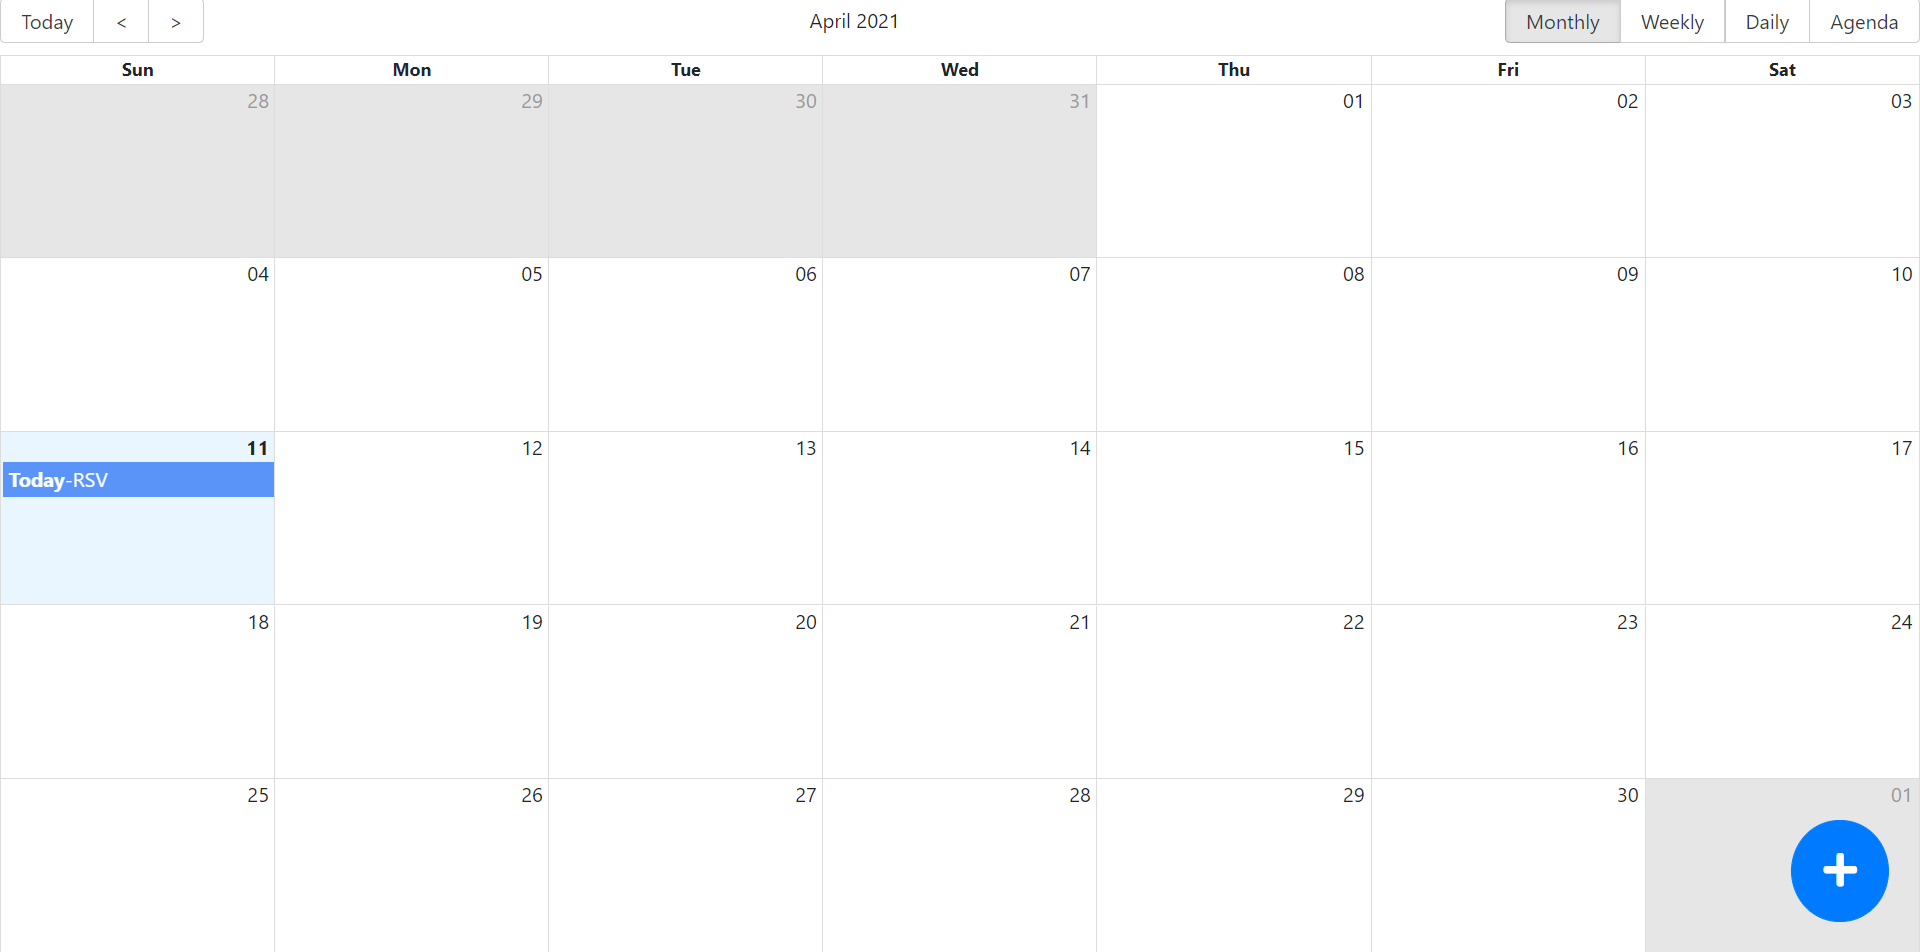 Today < > April 2021 Monthly Weekly Daily Agenda
Sun Mon Tue Wed Thu Fri Sat
28 29 30 31 01 02 03
04 05 06 07 08 09 10
11 12 13 14 15 16 17
Today-RSV
18 19 20 21 22 23 24
25 26 27 28 29 30 01
+